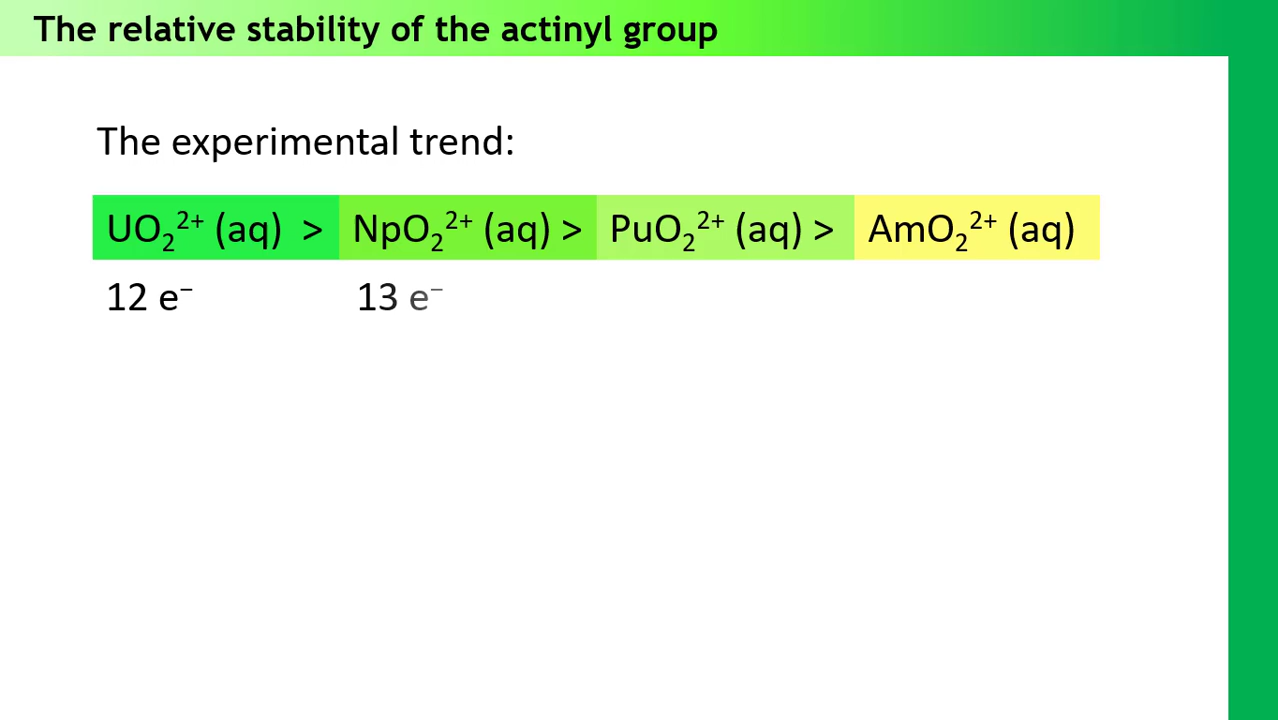 The relative stability of the actinyl group
The experimental trend:
UO₂²⁺ (aq) > NpO₂²⁺ (aq) > PuO₂²⁺ (aq) > AmO₂²⁺ (aq)
12 e⁻ 13 e⁻